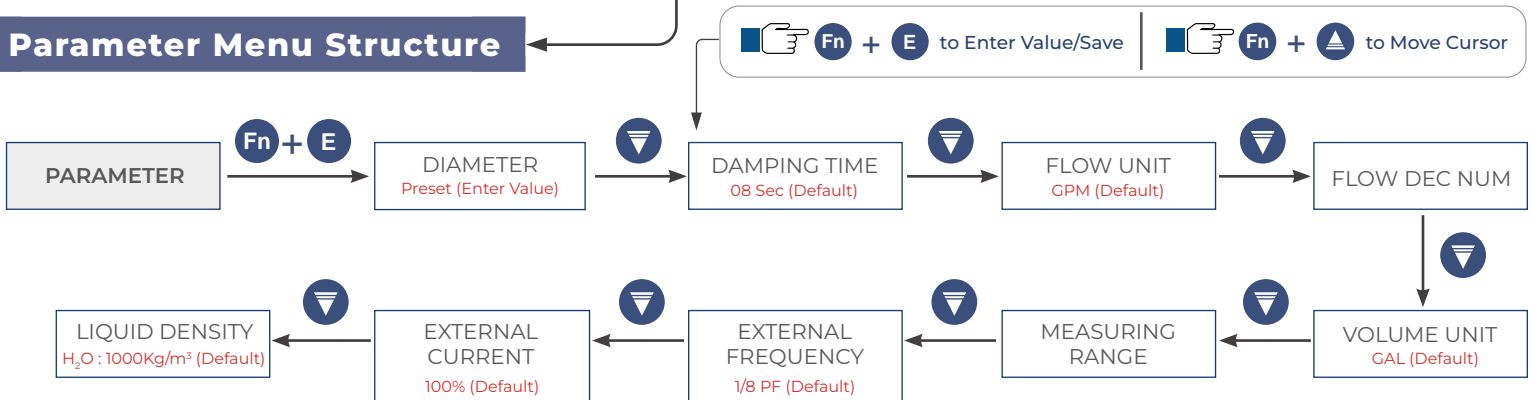 Parameter Menu Structure
Fn + E to Enter Value/Save
Fn + to Move Cursor
PARAMETER
Fn + E
DIAMETER
Preset (Enter Value)
DAMPING TIME
08 Sec (Default)
FLOW UNIT
GPM (Default)
FLOW DEC NUM
VOLUME UNIT
GAL (Default)
MEASURING
RANGE
EXTERNAL
FREQUENCY
1/8 PF (Default)
EXTERNAL
CURRENT
100% (Default)
LIQUID DENSITY
H₂O : 1000Kg/m³ (Default)